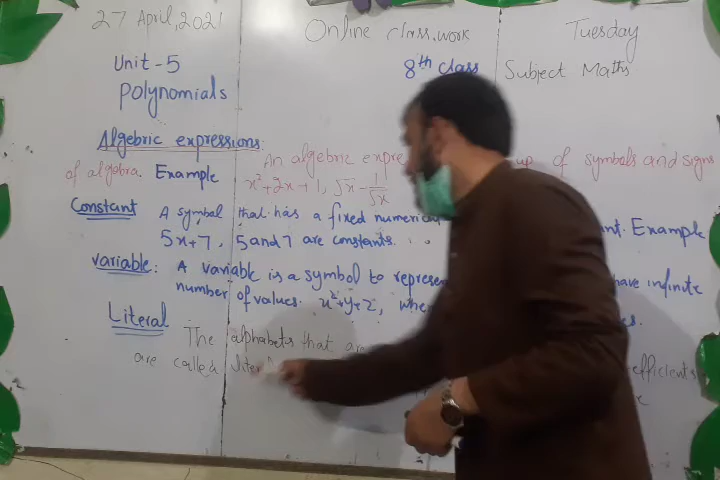 27 April, 2021 Online Class work Tuesday
Unit-5 8th class Subject Maths
Polynomials
Algebric expressions:
An algebric expre up of symbols and signs
of algebra. Example x²+2x+1, √x - 1/√x
Constant A symbol that has a fixed numeric nt. Example
5x+7, 5 and 7 are constants.
Variable: A variable is a symbol to represe have infinite
number of values. x²+y+z, whe es.
Literal The alphabets that are efficients
are called liter